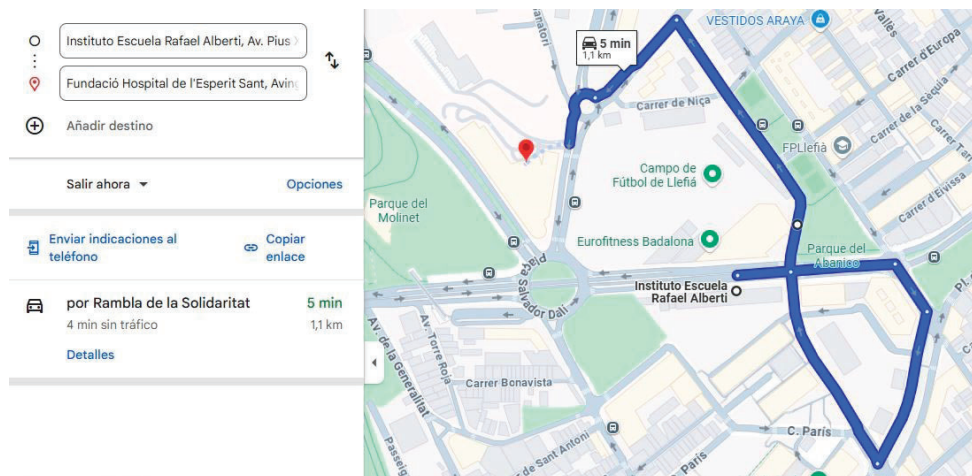 Instituto Escuela Rafael Alberti, Av. Pius X
Fundació Hospital de l'Esperit Sant, Aving
Añadir destino
Salir ahora
Opciones
Enviar indicaciones al
teléfono
Copiar
enlace
por Rambla de la Solidaritat
5 min
4 min sin tráfico
1,1 km
Detalles
VESTIDOS ARAYA
5 min
1,1 km
Carrer de Niça
Carrer d'Europa
Carrer de la Sèquia
FPLlefià
Campo de
Fútbol de Llefiá
Parque del
Molinet
Carrer d'Eivissa
Eurofitness Badalona
Parque del
Abanico
Plaça
Salvador Dalí
Instituto Escuela
Rafael Alberti
Av. Torre Roja
Av. de la Generalitat
Carrer Bonavista
C. París
de Sant Antoni
París